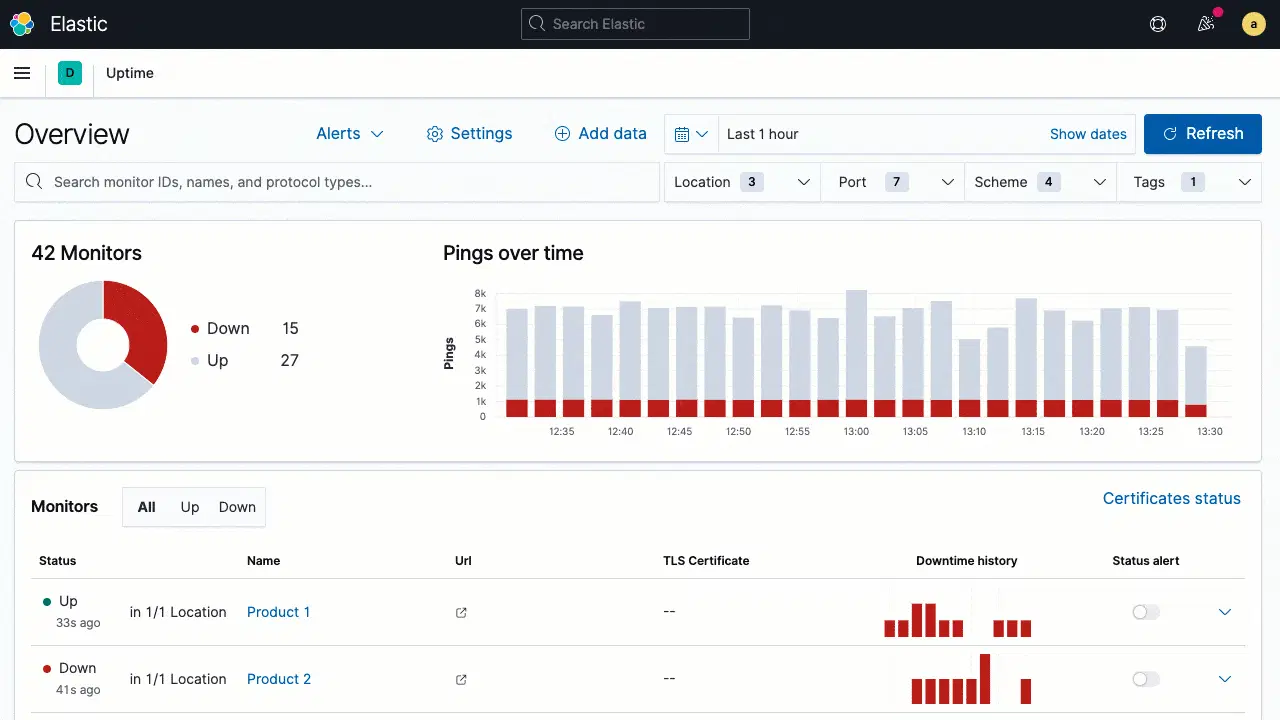 Elastic
Search Elastic
a
D
Uptime
Overview
Alerts
Settings
Add data
Last 1 hour
Show dates
Refresh
Search monitor IDs, names, and protocol types...
Location 3
Port 7
Scheme 4
Tags 1
42 Monitors
Down 15
Up 27
Pings over time
Pings
8k
7k
6k
5k
4k
3k
2k
1k
0
12:35 12:40 12:45 12:50 12:55 13:00 13:05 13:10 13:15 13:20 13:25 13:30
Monitors
All Up Down
Certificates status
Status Name Url TLS Certificate Downtime history Status alert
Up
33s ago
in 1/1 Location Product 1 --
Down
41s ago
in 1/1 Location Product 2 --